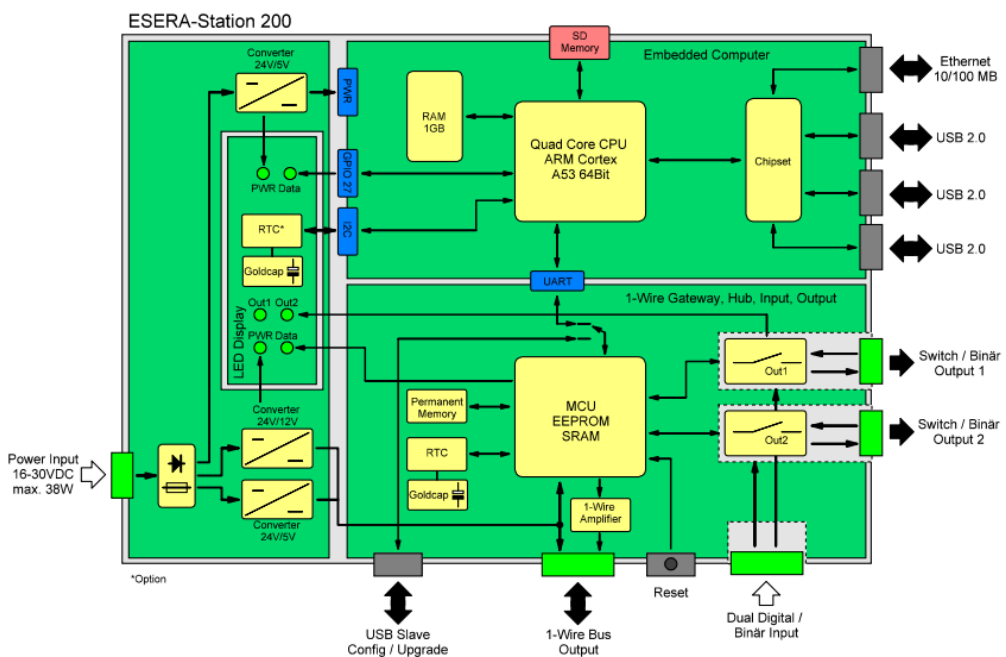 ESERA-Station 200
Converter
24V/5V
PWR
GPIO 27
I2C
PWR Data
RTC*
Goldcap
Out1 Out2
PWR Data
LED Display
Converter
24V/12V
Converter
24V/5V
Power Input
16-30VDC
max. 38W
*Option
SD
Memory
Embedded Computer
RAM
1GB
Quad Core CPU
ARM Cortex
A53 64Bit
Chipset
Ethernet
10/100 MB
USB 2.0
USB 2.0
USB 2.0
UART
1-Wire Gateway, Hub, Input, Output
Permanent
Memory
RTC
Goldcap
MCU
EEPROM
SRAM
1-Wire
Amplifier
Out1
Out2
Switch / Binär
Output 1
Switch / Binär
Output 2
USB Slave
Config / Upgrade
1-Wire Bus
Output
Reset
Dual Digital /
Binär Input